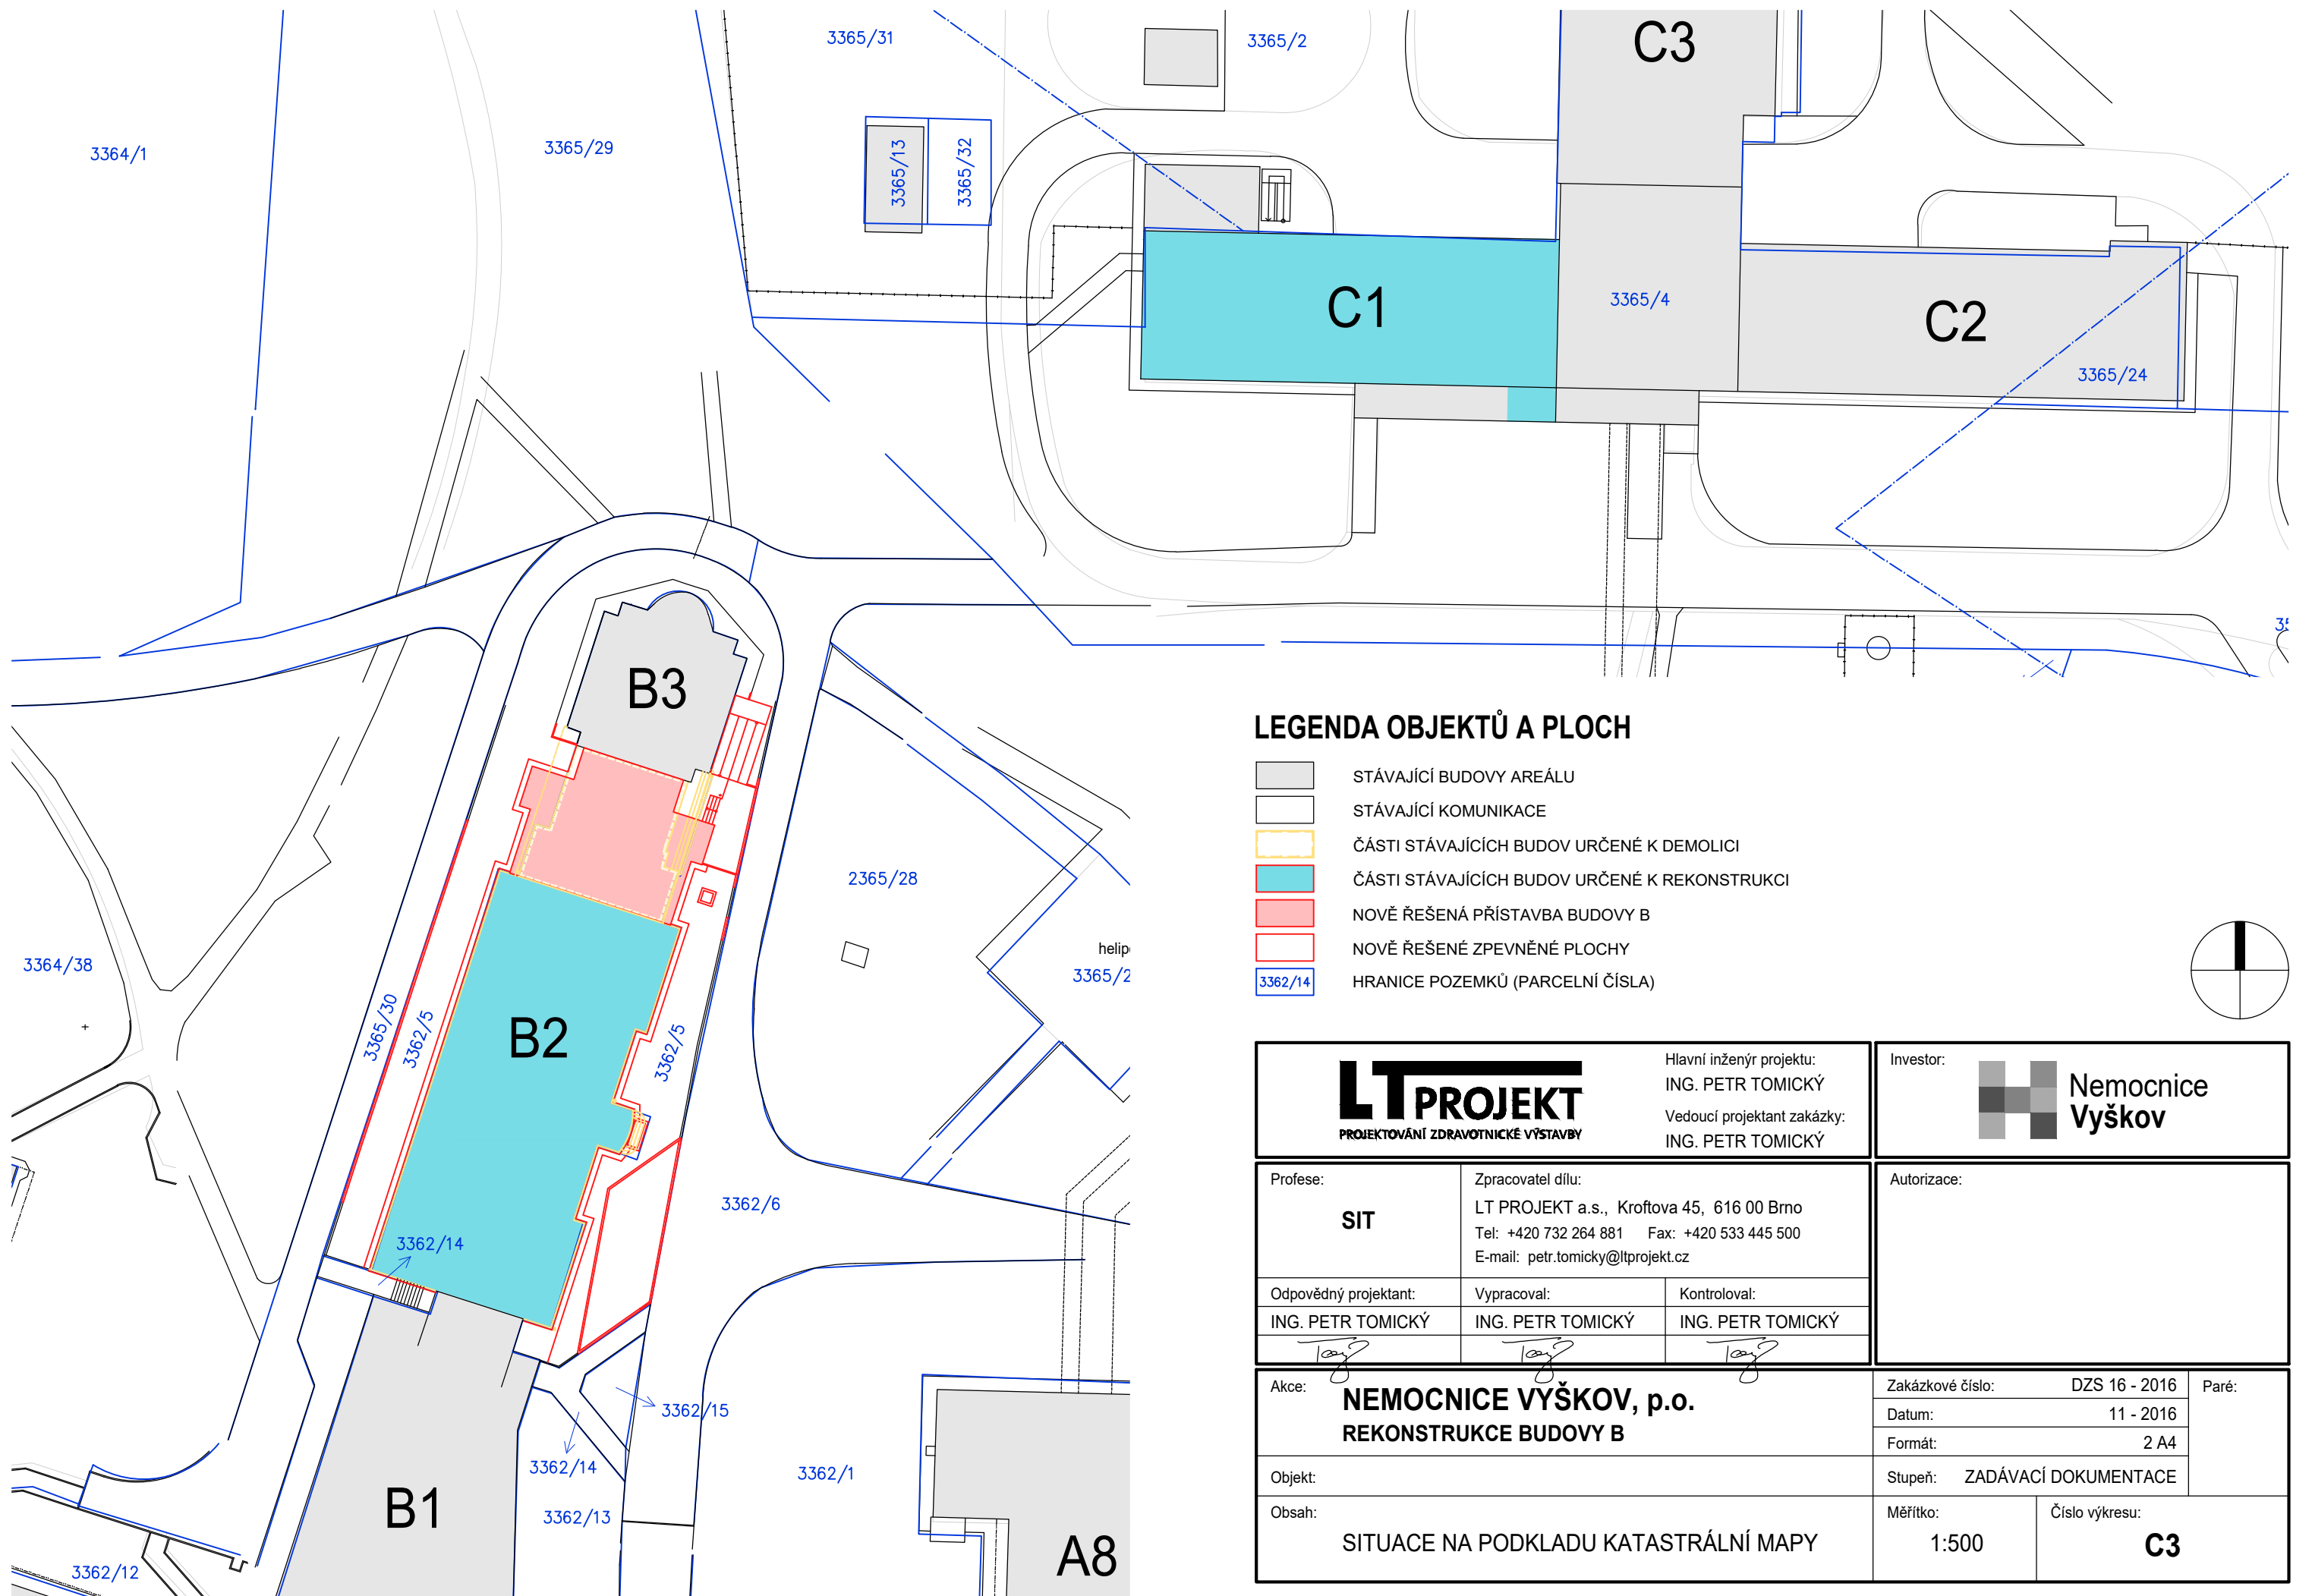 3365/31
3365/2
C3
3364/1
3365/29
3365/13
3365/32
C1
3365/4
C2
3365/24
B3
LEGENDA OBJEKTŮ A PLOCH
STÁVAJÍCÍ BUDOVY AREÁLU
STÁVAJÍCÍ KOMUNIKACE
ČÁSTI STÁVAJÍCÍCH BUDOV URČENÉ K DEMOLICI
ČÁSTI STÁVAJÍCÍCH BUDOV URČENÉ K REKONSTRUKCI
NOVĚ ŘEŠENÁ PŘÍSTAVBA BUDOVY B
NOVĚ ŘEŠENÉ ZPEVNĚNÉ PLOCHY
3362/14 HRANICE POZEMKŮ (PARCELNÍ ČÍSLA)
2365/28
helip
3365/2
3364/38
3365/30
3362/5
B2
3362/5
3362/6
3362/14
3362/15
3362/14
3362/13
3362/1
B1
A8
3362/12
LT PROJEKT
PROJEKTOVÁNÍ ZDRAVOTNICKÉ VÝSTAVBY
Hlavní inženýr projektu:
ING. PETR TOMICKÝ
Vedoucí projektant zakázky:
ING. PETR TOMICKÝ
Investor:
Nemocnice
Vyškov
Profese:
SIT
Zpracovatel dílu:
LT PROJEKT a.s., Kroftova 45, 616 00 Brno
Tel: +420 732 264 881 Fax: +420 533 445 500
E-mail: petr.tomicky@ltprojekt.cz
Autorizace:
Odpovědný projektant: Vypracoval: Kontroloval:
ING. PETR TOMICKÝ ING. PETR TOMICKÝ ING. PETR TOMICKÝ
Akce:
NEMOCNICE VYŠKOV, p.o.
REKONSTRUKCE BUDOVY B
Zakázkové číslo: DZS 16 - 2016
Paré:
Datum: 11 - 2016
Formát: 2 A4
Objekt:
Stupeň: ZADÁVACÍ DOKUMENTACE
Obsah:
SITUACE NA PODKLADU KATASTRÁLNÍ MAPY
Měřítko:
1:500
Číslo výkresu:
C3